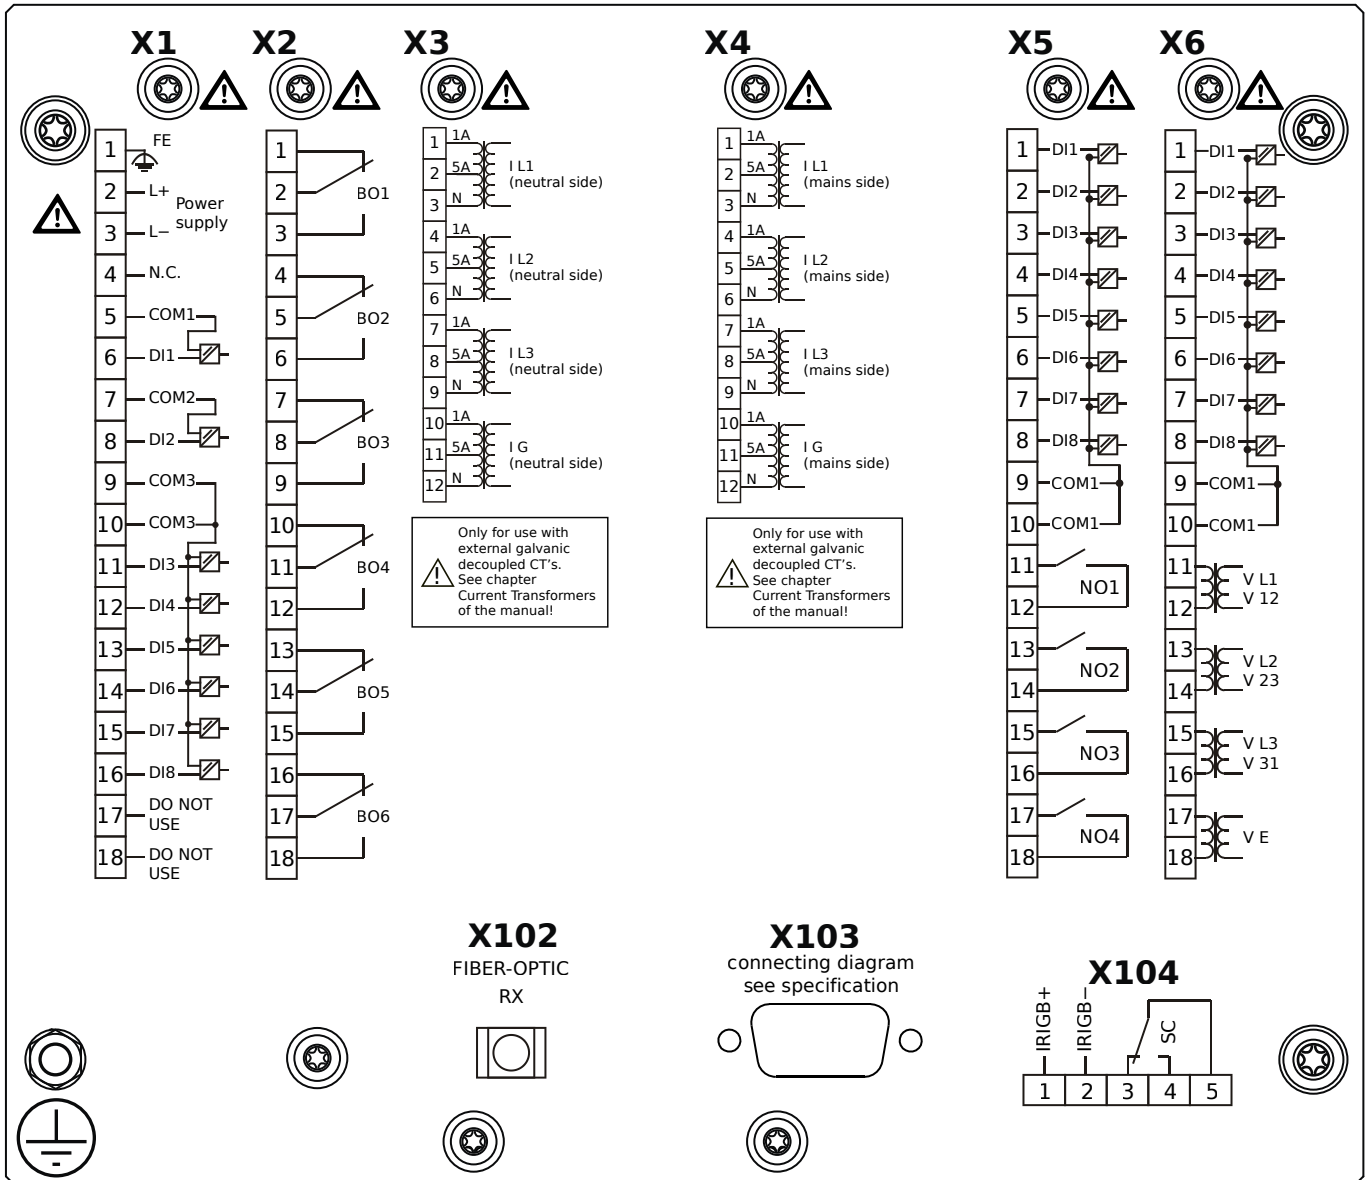 X1
X2
X3
X4
X5
X6
1 FE
2 L+
Power
supply
3 L−
4 N.C.
5 COM1
6 DI1
7 COM2
8 DI2
9 COM3
10 COM3
11 DI3
12 DI4
13 DI5
14 DI6
15 DI7
16 DI8
17 DO NOT
USE
18 DO NOT
USE
1
2 BO1
3
4
5 BO2
6
7
8 BO3
9
10
11 BO4
12
13
14 BO5
15
16
17 BO6
18
1 1A
2 5A
3 N
I L1
(neutral side)
4 1A
5 5A
6 N
I L2
(neutral side)
7 1A
8 5A
9 N
I L3
(neutral side)
10 1A
11 5A
12 N
I G
(neutral side)
Only for use with
external galvanic
decoupled CT's.
See chapter
Current Transformers
of the manual!
1 1A
2 5A
3 N
I L1
(mains side)
4 1A
5 5A
6 N
I L2
(mains side)
7 1A
8 5A
9 N
I L3
(mains side)
10 1A
11 5A
12 N
I G
(mains side)
Only for use with
external galvanic
decoupled CT's.
See chapter
Current Transformers
of the manual!
1 DI1
2 DI2
3 DI3
4 DI4
5 DI5
6 DI6
7 DI7
8 DI8
9 COM1
10 COM1
11
NO1
12
13
NO2
14
15
NO3
16
17
NO4
18
1 DI1
2 DI2
3 DI3
4 DI4
5 DI5
6 DI6
7 DI7
8 DI8
9 COM1
10 COM1
11 V L1
12 V 12
13 V L2
14 V 23
15 V L3
16 V 31
17
V E
18
X102
FIBER-OPTIC
RX
X103
connecting diagram
see specification
X104
IRIGB+
IRIGB−
SC
1 2 3 4 5